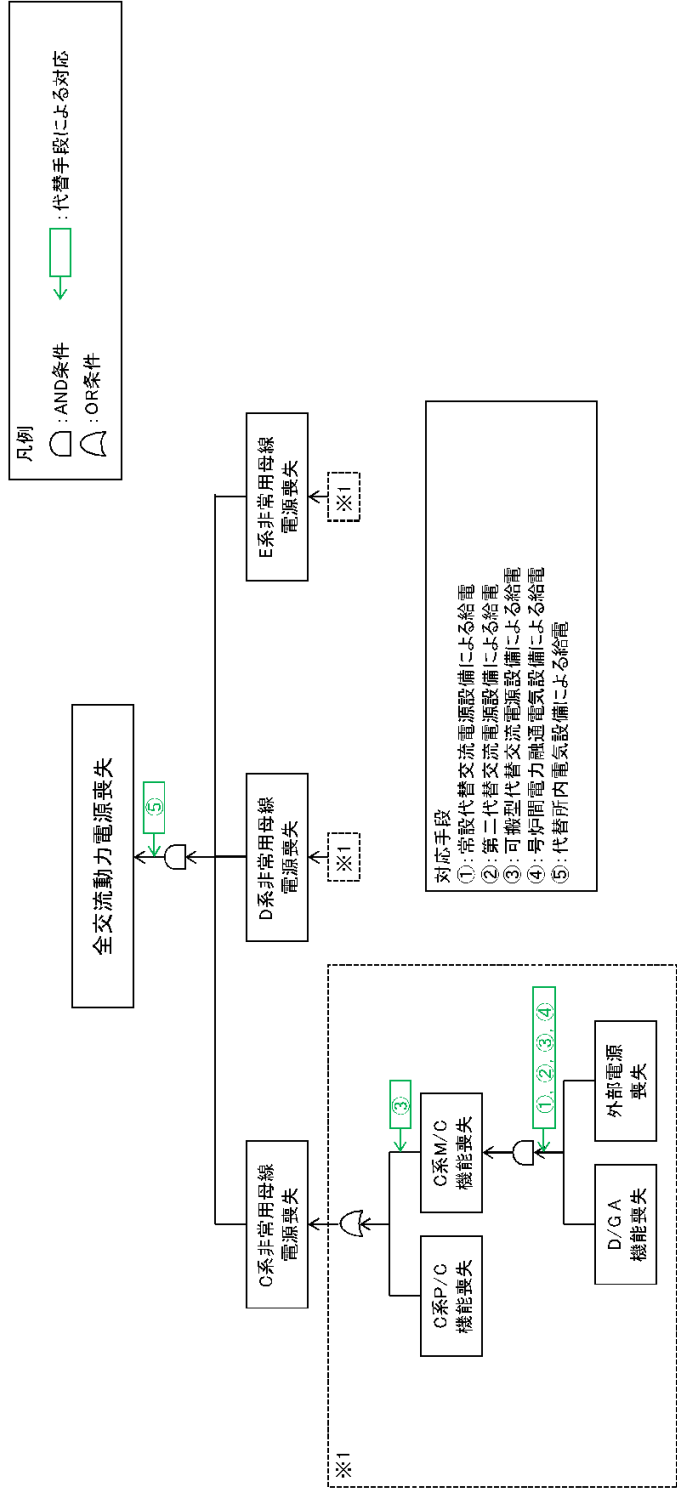 凡例
:AND条件
:OR条件
:代替手段による対応
全交流動力電源喪失
⑤
C系非常用母線
電源喪失
D系非常用母線
電源喪失
E系非常用母線
電源喪失
※1
※1
※1
③
C系P/C
機能喪失
C系M/C
機能喪失
①, ②, ③, ④
D/G A
機能喪失
外部電源
喪失
対応手段
①:常設代替交流電源設備による給電
②:第二代替交流電源設備による給電
③:可搬型代替交流電源設備による給電
④:号炉間電力融通電気設備による給電
⑤:代替所内電気設備による給電